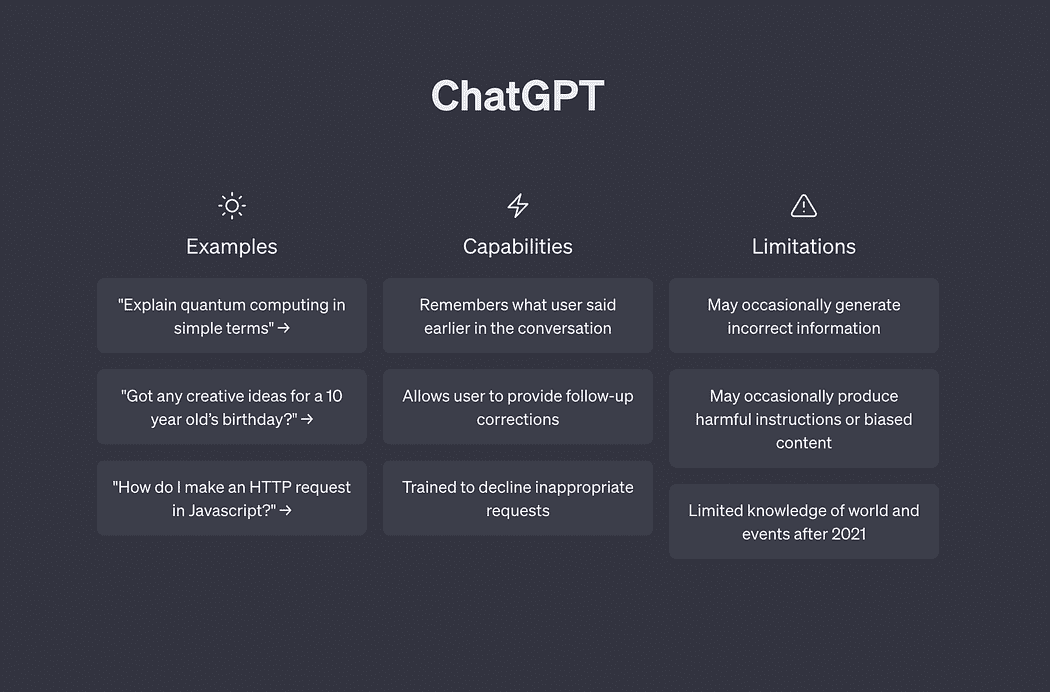 ChatGPT
Examples
"Explain quantum computing in
simple terms" →
"Got any creative ideas for a 10
year old’s birthday?" →
"How do I make an HTTP request
in Javascript?" →
Capabilities
Remembers what user said
earlier in the conversation
Allows user to provide follow-up
corrections
Trained to decline inappropriate
requests
Limitations
May occasionally generate
incorrect information
May occasionally produce
harmful instructions or biased
content
Limited knowledge of world and
events after 2021